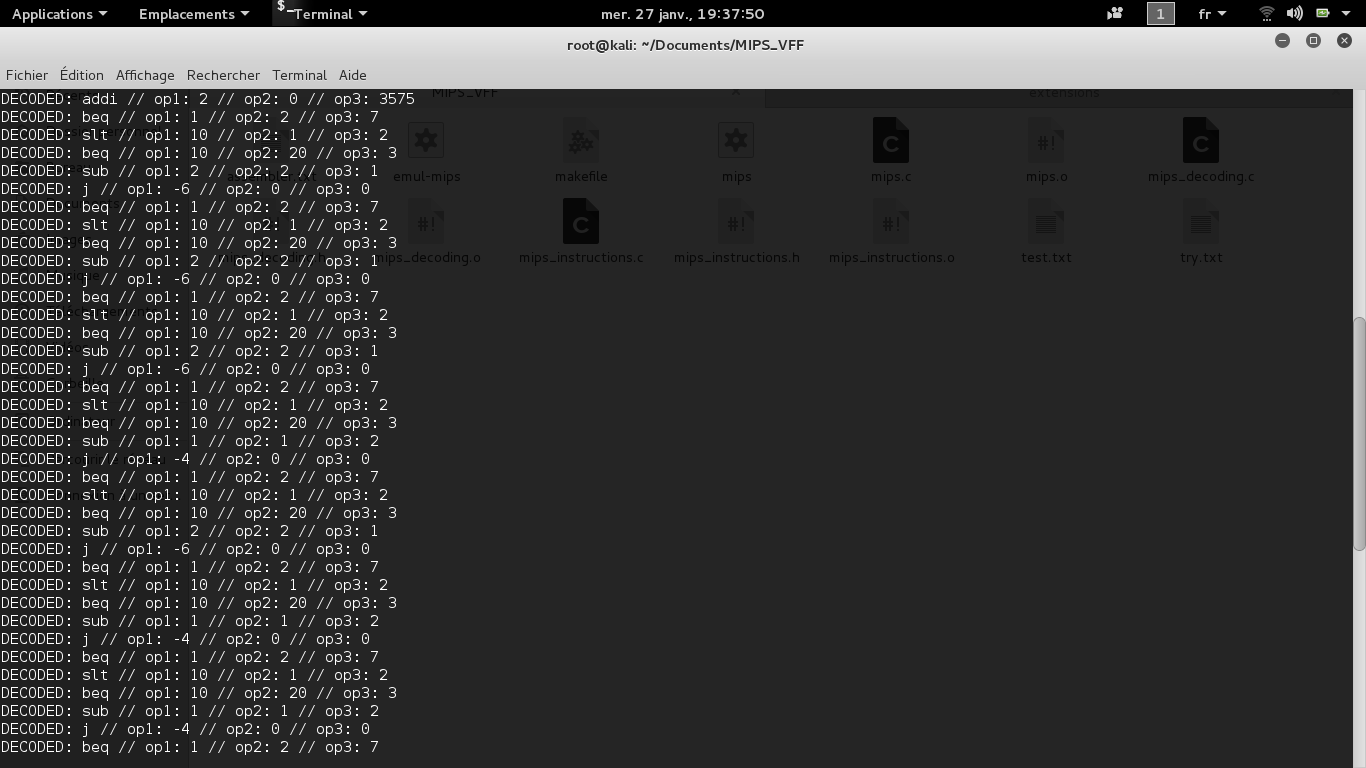 Applications Emplacements $_ Terminal mer. 27 janv., 19:37:50 1 fr
root@kali: ~/Documents/MIPS_VFF
Fichier Édition Affichage Rechercher Terminal Aide
MIPS_VFF × extensions
DECODED: addi // op1: 2 // op2: 0 // op3: 3575
DECODED: beq // op1: 1 // op2: 2 // op3: 7
DECODED: slt // op1: 10 // op2: 1 // op3: 2
DECODED: beq // op1: 10 // op2: 20 // op3: 3
DECODED: sub // op1: 2 // op2: 2 // op3: 1
DECODED: j // op1: -6 // op2: 0 // op3: 0
DECODED: beq // op1: 1 // op2: 2 // op3: 7
DECODED: slt // op1: 10 // op2: 1 // op3: 2
DECODED: beq // op1: 10 // op2: 20 // op3: 3
DECODED: sub // op1: 2 // op2: 2 // op3: 1
DECODED: j // op1: -6 // op2: 0 // op3: 0
DECODED: beq // op1: 1 // op2: 2 // op3: 7
DECODED: slt // op1: 10 // op2: 1 // op3: 2
DECODED: beq // op1: 10 // op2: 20 // op3: 3
DECODED: sub // op1: 2 // op2: 2 // op3: 1
DECODED: j // op1: -6 // op2: 0 // op3: 0
DECODED: beq // op1: 1 // op2: 2 // op3: 7
DECODED: slt // op1: 10 // op2: 1 // op3: 2
DECODED: beq // op1: 10 // op2: 20 // op3: 3
DECODED: sub // op1: 1 // op2: 1 // op3: 2
DECODED: j // op1: -4 // op2: 0 // op3: 0
DECODED: beq // op1: 1 // op2: 2 // op3: 7
DECODED: slt // op1: 10 // op2: 1 // op3: 2
DECODED: beq // op1: 10 // op2: 20 // op3: 3
DECODED: sub // op1: 2 // op2: 2 // op3: 1
DECODED: j // op1: -6 // op2: 0 // op3: 0
DECODED: beq // op1: 1 // op2: 2 // op3: 7
DECODED: slt // op1: 10 // op2: 1 // op3: 2
DECODED: beq // op1: 10 // op2: 20 // op3: 3
DECODED: sub // op1: 1 // op2: 1 // op3: 2
DECODED: j // op1: -4 // op2: 0 // op3: 0
DECODED: beq // op1: 1 // op2: 2 // op3: 7
DECODED: slt // op1: 10 // op2: 1 // op3: 2
DECODED: beq // op1: 10 // op2: 20 // op3: 3
DECODED: sub // op1: 1 // op2: 1 // op3: 2
DECODED: j // op1: -4 // op2: 0 // op3: 0
DECODED: beq // op1: 1 // op2: 2 // op3: 7
emul-mips makefile mips mips.c mips.o mips_decoding.c
mips_decoding.o mips_instructions.c mips_instructions.h mips_instructions.o test.txt try.txt